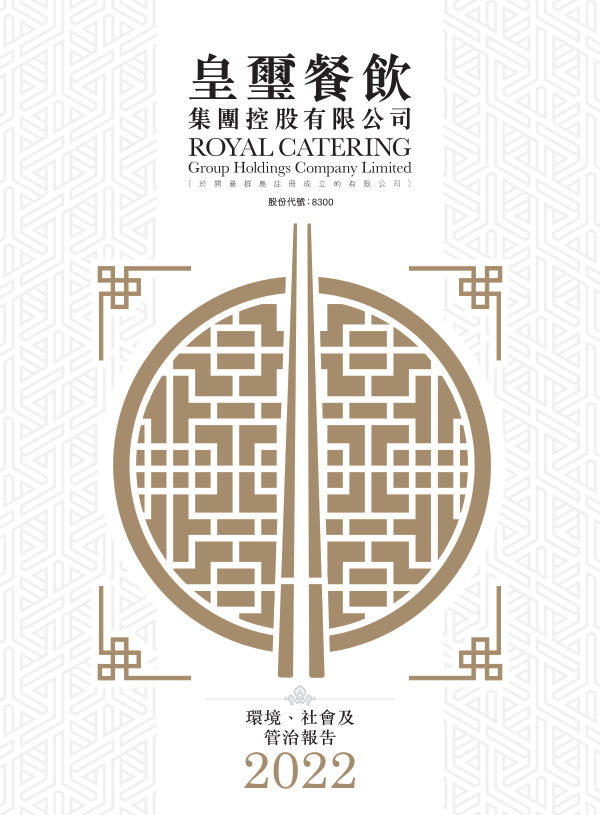 皇璽餐飲
集團控股有限公司
ROYAL CATERING
Group Holdings Company Limited
(於開曼群島註冊成立的有限公司)
股份代號：8300
環境、社會及
管治報告
2022